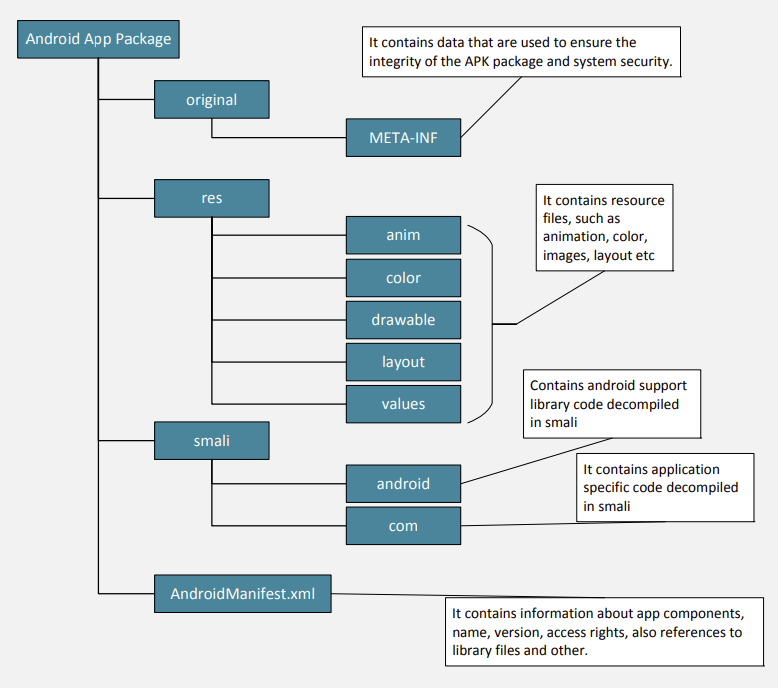 Android App Package
It contains data that are used to ensure the
integrity of the APK package and system security.
original
META-INF
res
It contains resource
files, such as
animation, color,
images, layout etc
anim
color
drawable
layout
values
Contains android support
library code decompiled
in smali
smali
It contains application
specific code decompiled
in smali
android
com
AndroidManifest.xml
It contains information about app components,
name, version, access rights, also references to
library files and other.